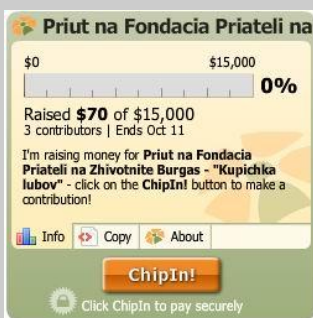 Priut na Fondacia Priateli na
$0 $15,000
0%
Raised $70 of $15,000
3 contributors | Ends Oct 11
I'm raising money for Priut na Fondacia
Priateli na Zhivotnite Burgas - "Kupichka
lubov" - click on the ChipIn! button to make a
contribution!
Info Copy About
ChipIn!
Click ChipIn to pay securely